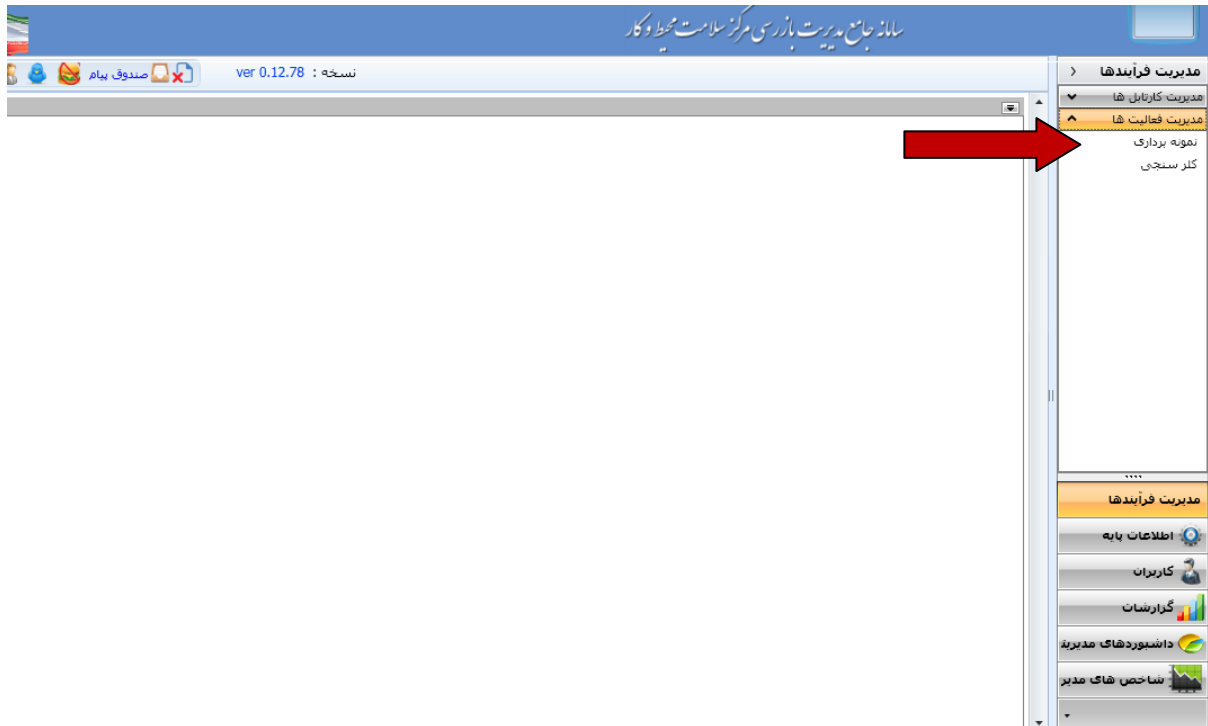 سامانه جامع مدیریت بازرسی مرکز سلامت محیط و کار
مدیریت فرآیندها
نسخه : ver 0.12.78
صندوق پیام
مدیریت کارتابل ها
مدیریت فعالیت ها
نمونه برداری
کلر سنجی
مدیریت فرآیندها
اطلاعات پایه
کاربران
گزارشات
داشبوردهای مدیریت
شاخص های مدیر